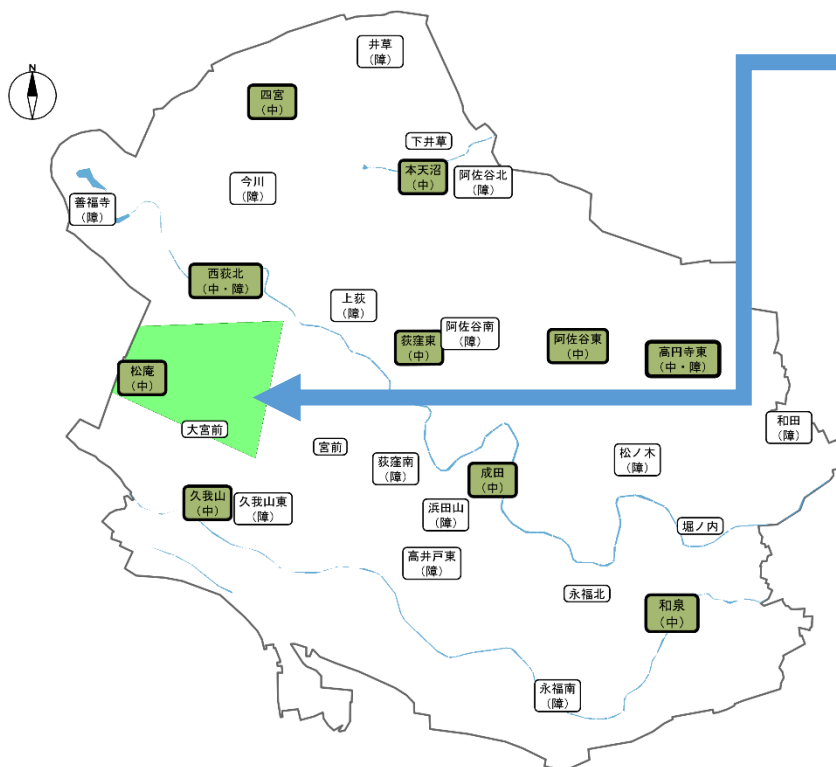 井草
(障)
N
四宮
(中)
下井草
本天沼
(中)
阿佐谷北
(障)
今川
(障)
善福寺
(障)
西荻北
(中・障)
上荻
(障)
荻窪東
(中)
阿佐谷南
(障)
阿佐谷東
(中)
高円寺東
(中・障)
松庵
(中)
大宮前
宮前
和田
(障)
荻窪南
(障)
成田
(中)
松ノ木
(障)
久我山
(中)
久我山東
(障)
浜田山
(障)
堀ノ内
高井戸東
(障)
永福北
和泉
(中)
永福南
(障)